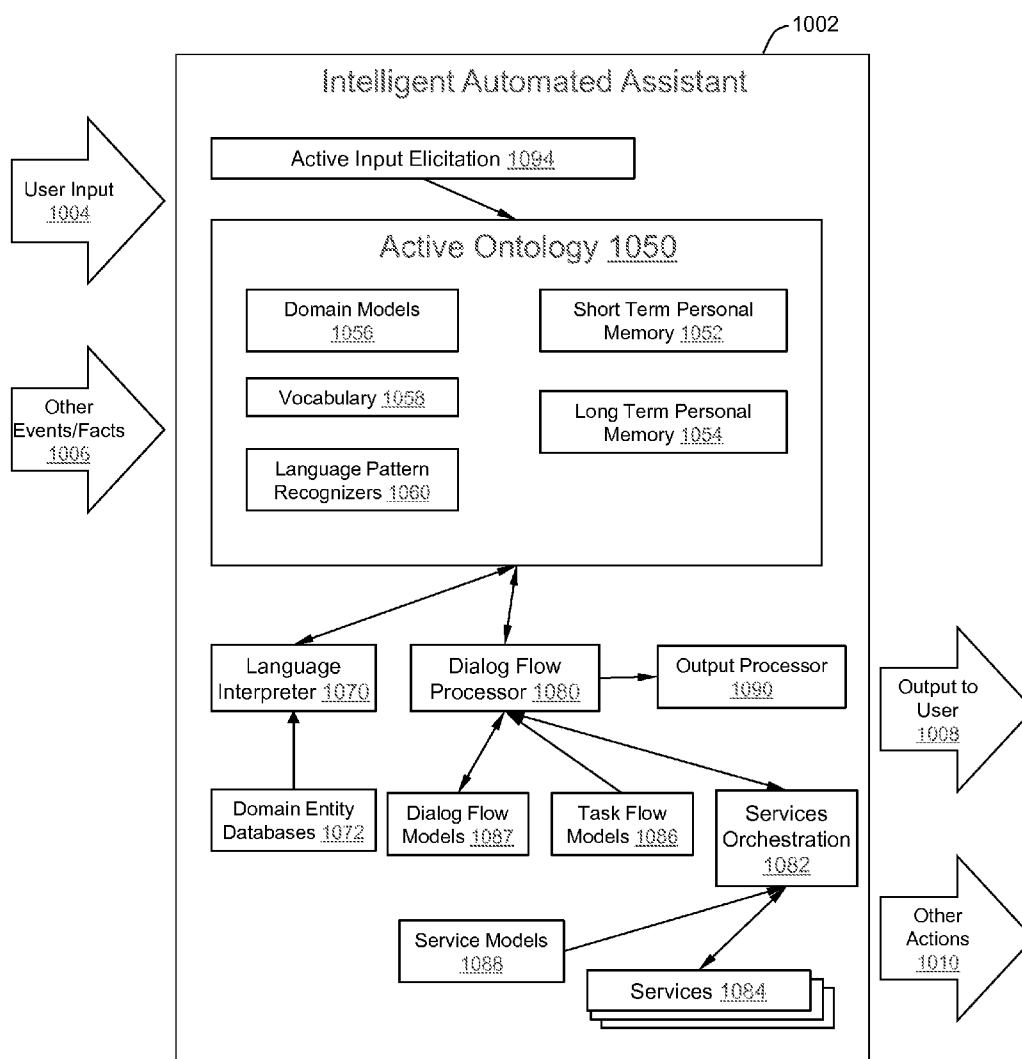 1002
Intelligent Automated Assistant
Active Input Elicitation 1094
User Input
1004
Active Ontology 1050
Domain Models
1056
Short Term Personal
Memory 1052
Vocabulary 1058
Long Term Personal
Memory 1054
Other
Events/Facts
1006
Language Pattern
Recognizers 1060
Language
Interpreter 1070
Dialog Flow
Processor 1080
Output Processor
1090
Output to
User
1008
Domain Entity
Databases 1072
Dialog Flow
Models 1087
Task Flow
Models 1086
Services
Orchestration
1082
Service Models
1088
Services 1084
Other
Actions
1010